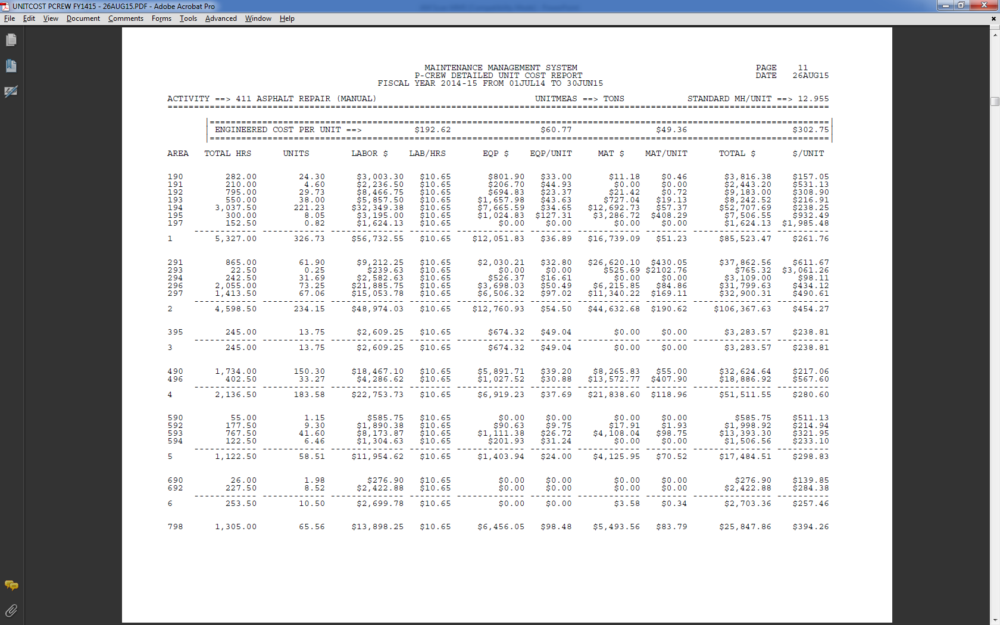 UNITCOST PCREW FY1415 - 26AUG15.PDF - Adobe Acrobat Pro
File Edit View Document Comments Forms Tools Advanced Window Help
MAINTENANCE MANAGEMENT SYSTEM PAGE 11
P-CREW DETAILED UNIT COST REPORT DATE 26AUG15
FISCAL YEAR 2014-15 FROM 01JUL14 TO 30JUN15
ACTIVITY ==> 411 ASPHALT REPAIR (MANUAL) UNITMEAS ==> TONS STANDARD MH/UNIT ==> 12.955
ENGINEERED COST PER UNIT ==> $192.62 $60.77 $49.36 $302.75
AREA TOTAL HRS UNITS LABOR $ LAB/HRS EQP $ EQP/UNIT MAT $ MAT/UNIT TOTAL $ $/UNIT
190 282.00 24.30 $3,003.30 $10.65 $801.90 $33.00 $11.18 $0.46 $3,816.38 $157.05
191 210.00 4.60 $2,236.50 $10.65 $206.70 $44.93 $0.00 $0.00 $2,443.20 $531.13
192 795.00 29.73 $8,466.75 $10.65 $694.83 $23.37 $21.42 $0.72 $9,183.00 $308.90
193 550.00 38.00 $5,857.50 $10.65 $1,657.98 $43.63 $727.04 $19.13 $8,242.52 $216.91
194 3,037.50 221.23 $32,349.38 $10.65 $7,665.59 $34.65 $12,692.73 $57.37 $52,707.69 $238.25
195 300.00 8.05 $3,195.00 $10.65 $1,024.83 $127.31 $3,286.72 $408.29 $7,506.55 $932.49
197 152.50 0.82 $1,624.13 $10.65 $0.00 $0.00 $0.00 $0.00 $1,624.13 $1,985.48
1 5,327.00 326.73 $56,732.55 $10.65 $12,051.83 $36.89 $16,739.09 $51.23 $85,523.47 $261.76
291 865.00 61.90 $9,212.25 $10.65 $2,030.21 $32.80 $26,620.10 $430.05 $37,862.56 $611.67
293 22.50 0.25 $239.63 $10.65 $0.00 $0.00 $525.69 $2102.76 $765.32 $3,061.26
294 242.50 31.69 $2,582.63 $10.65 $526.37 $16.61 $0.00 $0.00 $3,109.00 $98.11
296 2,055.00 73.25 $21,885.75 $10.65 $3,698.03 $50.49 $6,215.85 $84.86 $31,799.63 $434.12
297 1,413.50 67.06 $15,053.78 $10.65 $6,506.32 $97.02 $11,340.22 $169.11 $32,900.31 $490.61
2 4,598.50 234.15 $48,974.03 $10.65 $12,760.93 $54.50 $44,632.68 $190.62 $106,367.63 $454.27
395 245.00 13.75 $2,609.25 $10.65 $674.32 $49.04 $0.00 $0.00 $3,283.57 $238.81
3 245.00 13.75 $2,609.25 $10.65 $674.32 $49.04 $0.00 $0.00 $3,283.57 $238.81
490 1,734.00 150.30 $18,467.10 $10.65 $5,891.71 $39.20 $8,265.83 $55.00 $32,624.64 $217.06
496 402.50 33.27 $4,286.62 $10.65 $1,027.52 $30.88 $13,572.77 $407.90 $18,886.92 $567.60
4 2,136.50 183.58 $22,753.73 $10.65 $6,919.23 $37.69 $21,838.60 $118.96 $51,511.55 $280.60
590 55.00 1.15 $585.75 $10.65 $0.00 $0.00 $0.00 $0.00 $585.75 $511.13
592 177.50 9.30 $1,890.38 $10.65 $90.63 $9.75 $17.91 $1.93 $1,998.92 $214.94
593 767.50 41.60 $8,173.87 $10.65 $1,111.38 $26.72 $4,108.04 $98.75 $13,393.30 $321.95
594 122.50 6.46 $1,304.63 $10.65 $201.93 $31.24 $0.00 $0.00 $1,506.56 $233.10
5 1,122.50 58.51 $11,954.62 $10.65 $1,403.94 $24.00 $4,125.95 $70.52 $17,484.51 $298.83
690 26.00 1.98 $276.90 $10.65 $0.00 $0.00 $0.00 $0.00 $276.90 $139.85
692 227.50 8.52 $2,422.88 $10.65 $0.00 $0.00 $0.00 $0.00 $2,422.88 $284.38
6 253.50 10.50 $2,699.78 $10.65 $0.00 $0.00 $3.58 $0.34 $2,703.36 $257.46
798 1,305.00 65.56 $13,898.25 $10.65 $6,456.05 $98.48 $5,493.56 $83.79 $25,847.86 $394.26